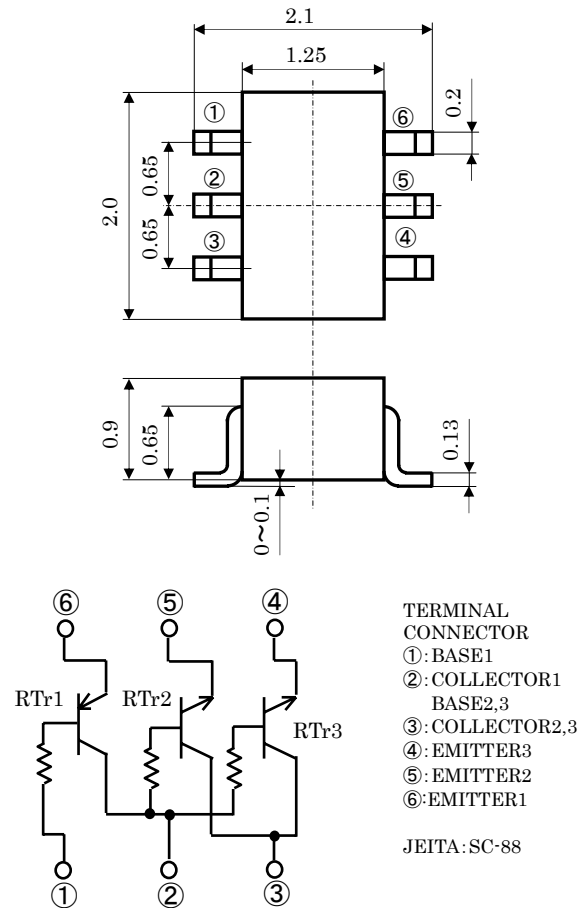 2.1
1.25
①
⑥
0.2
0.65
②
⑤
2.0
0.65
③
④
0.9
0.65
0.13
0~0.1
⑥
⑤
④
RTr1
RTr2
RTr3
①
②
③
TERMINAL
CONNECTOR
①:BASE1
②:COLLECTOR1
BASE2,3
③:COLLECTOR2,3
④:EMITTER3
⑤:EMITTER2
⑥:EMITTER1
JEITA:SC-88